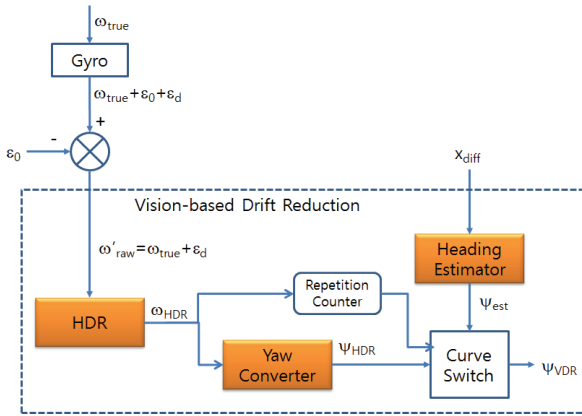 ω_true
Gyro
ω_true+ε_0+ε_d
+
-
ε_0
x_diff
Vision-based Drift Reduction
ω'_raw=ω_true+ε_d
Heading
Estimator
Repetition
Counter
ω_HDR
ψ_est
HDR
Yaw
Converter
ψ_HDR
Curve
Switch
ψ_VDR